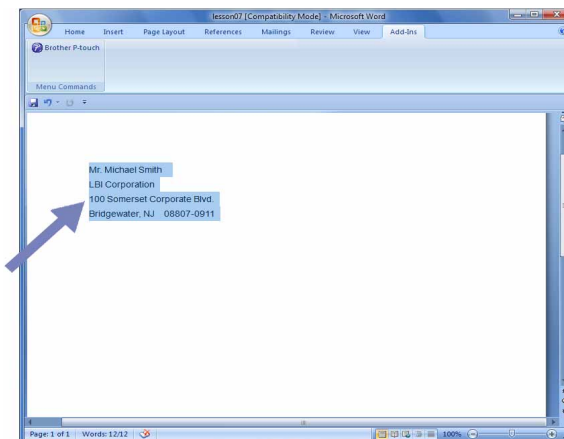 lesson07 [Compatibility Mode] - Microsoft Word
Home Insert Page Layout References Mailings Review View Add-Ins
Brother P-touch
Menu Commands
Mr. Michael Smith
LBI Corporation
100 Somerset Corporate Blvd.
Bridgewater, NJ 08807-0911
Page: 1 of 1 Words: 12/12 100%